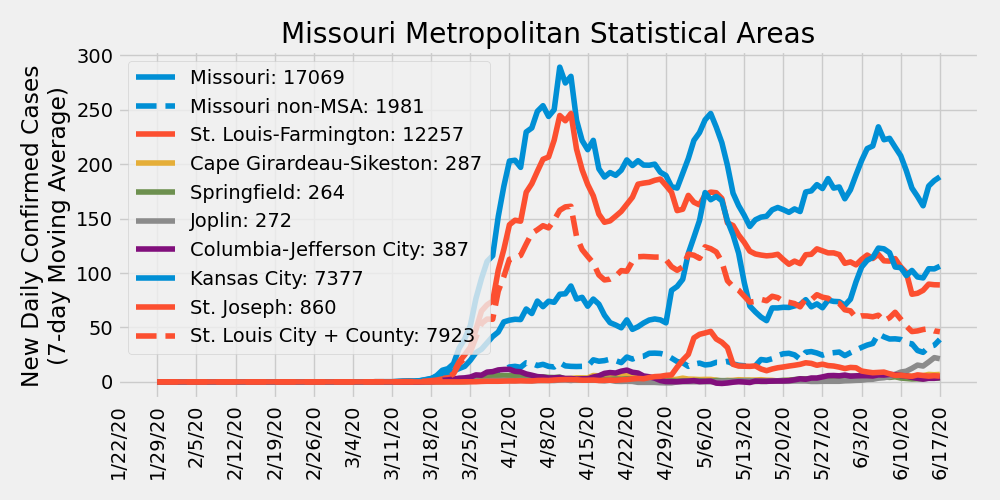 Missouri Metropolitan Statistical Areas
New Daily Confirmed Cases
(7-day Moving Average)
300
250
200
150
100
50
0
Missouri: 17069
Missouri non-MSA: 1981
St. Louis-Farmington: 12257
Cape Girardeau-Sikeston: 287
Springfield: 264
Joplin: 272
Columbia-Jefferson City: 387
Kansas City: 7377
St. Joseph: 860
St. Louis City + County: 7923
1/22/20
1/29/20
2/5/20
2/12/20
2/19/20
2/26/20
3/4/20
3/11/20
3/18/20
3/25/20
4/1/20
4/8/20
4/15/20
4/22/20
4/29/20
5/6/20
5/13/20
5/20/20
5/27/20
6/3/20
6/10/20
6/17/20